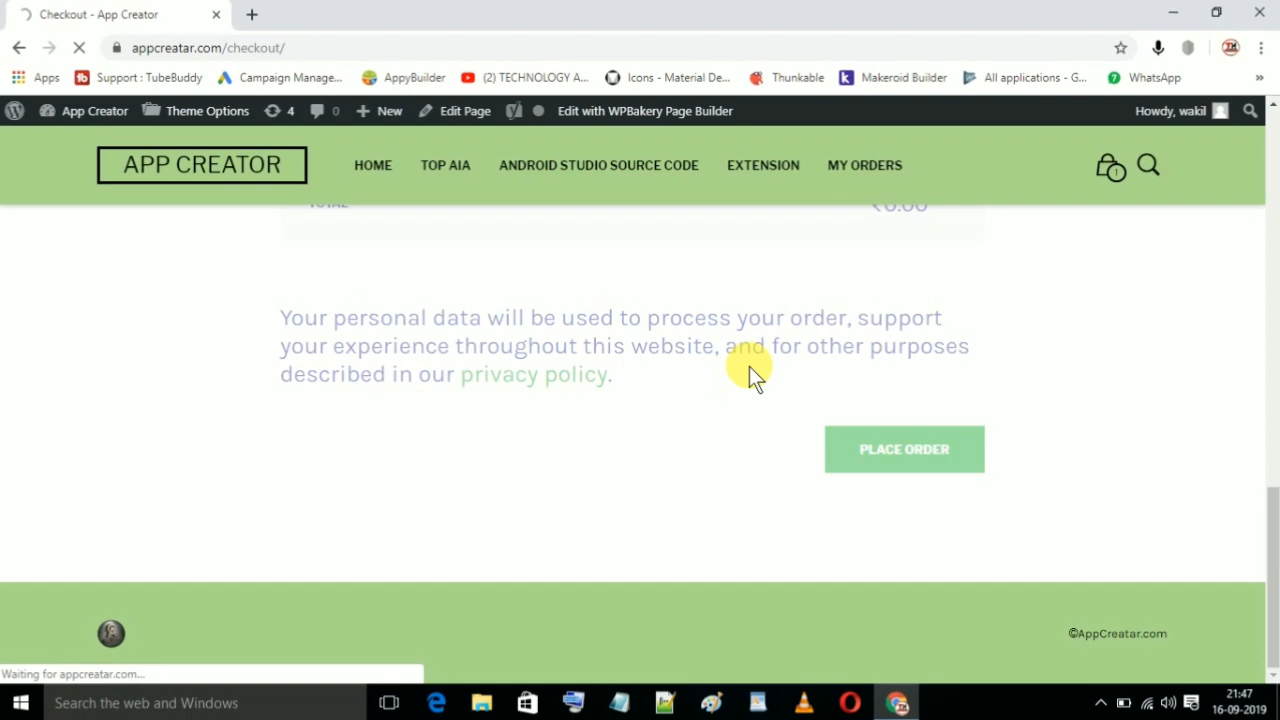 Checkout - App Creator
appcreatar.com/checkout/
Apps Support : TubeBuddy Campaign Manage... AppyBuilder (2) TECHNOLOGY A... Icons - Material De... Thunkable Makeroid Builder All applications - G... 7 WhatsApp »
App Creator Theme Options 4 0 New Edit Page Edit with WPBakery Page Builder Howdy, wakil
APP CREATOR HOME TOP AIA ANDROID STUDIO SOURCE CODE EXTENSION MY ORDERS 1
TOTAL ₹0.00
Your personal data will be used to process your order, support
your experience throughout this website, and for other purposes
described in our privacy policy.
PLACE ORDER
©AppCreatar.com
Waiting for appcreatar.com...
Search the web and Windows
21:47
16-09-2019